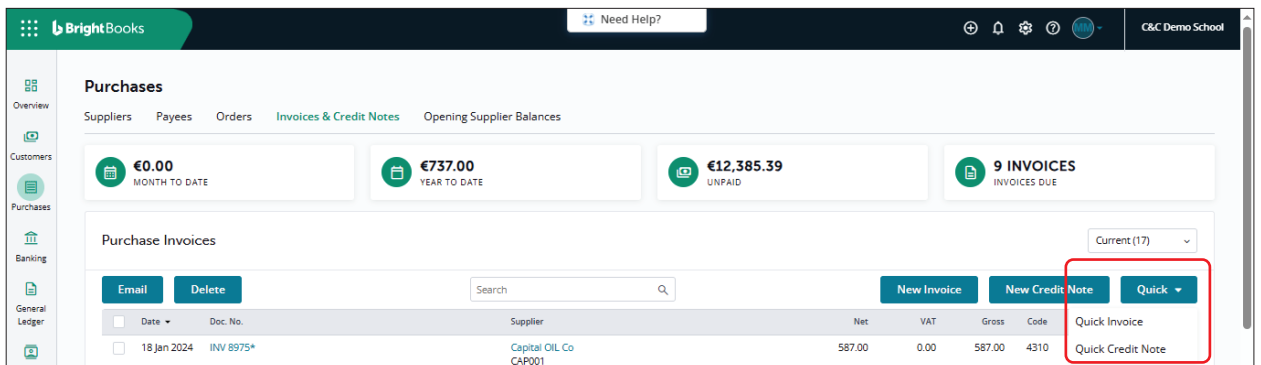 BrightBooks
Need Help?
MM
C&C Demo School
Overview
Customers
Purchases
Banking
General
Ledger
Purchases
Suppliers Payees Orders Invoices & Credit Notes Opening Supplier Balances
€0.00
MONTH TO DATE
€737.00
YEAR TO DATE
€12,385.39
UNPAID
9 INVOICES
INVOICES DUE
Purchase Invoices
Current (17)
Email Delete Search New Invoice New Credit Note Quick
Date Doc. No. Supplier Net VAT Gross Code
Quick Invoice
Quick Credit Note
18 Jan 2024 INV 8975* Capital OIL Co 587.00 0.00 587.00 4310
CAP001